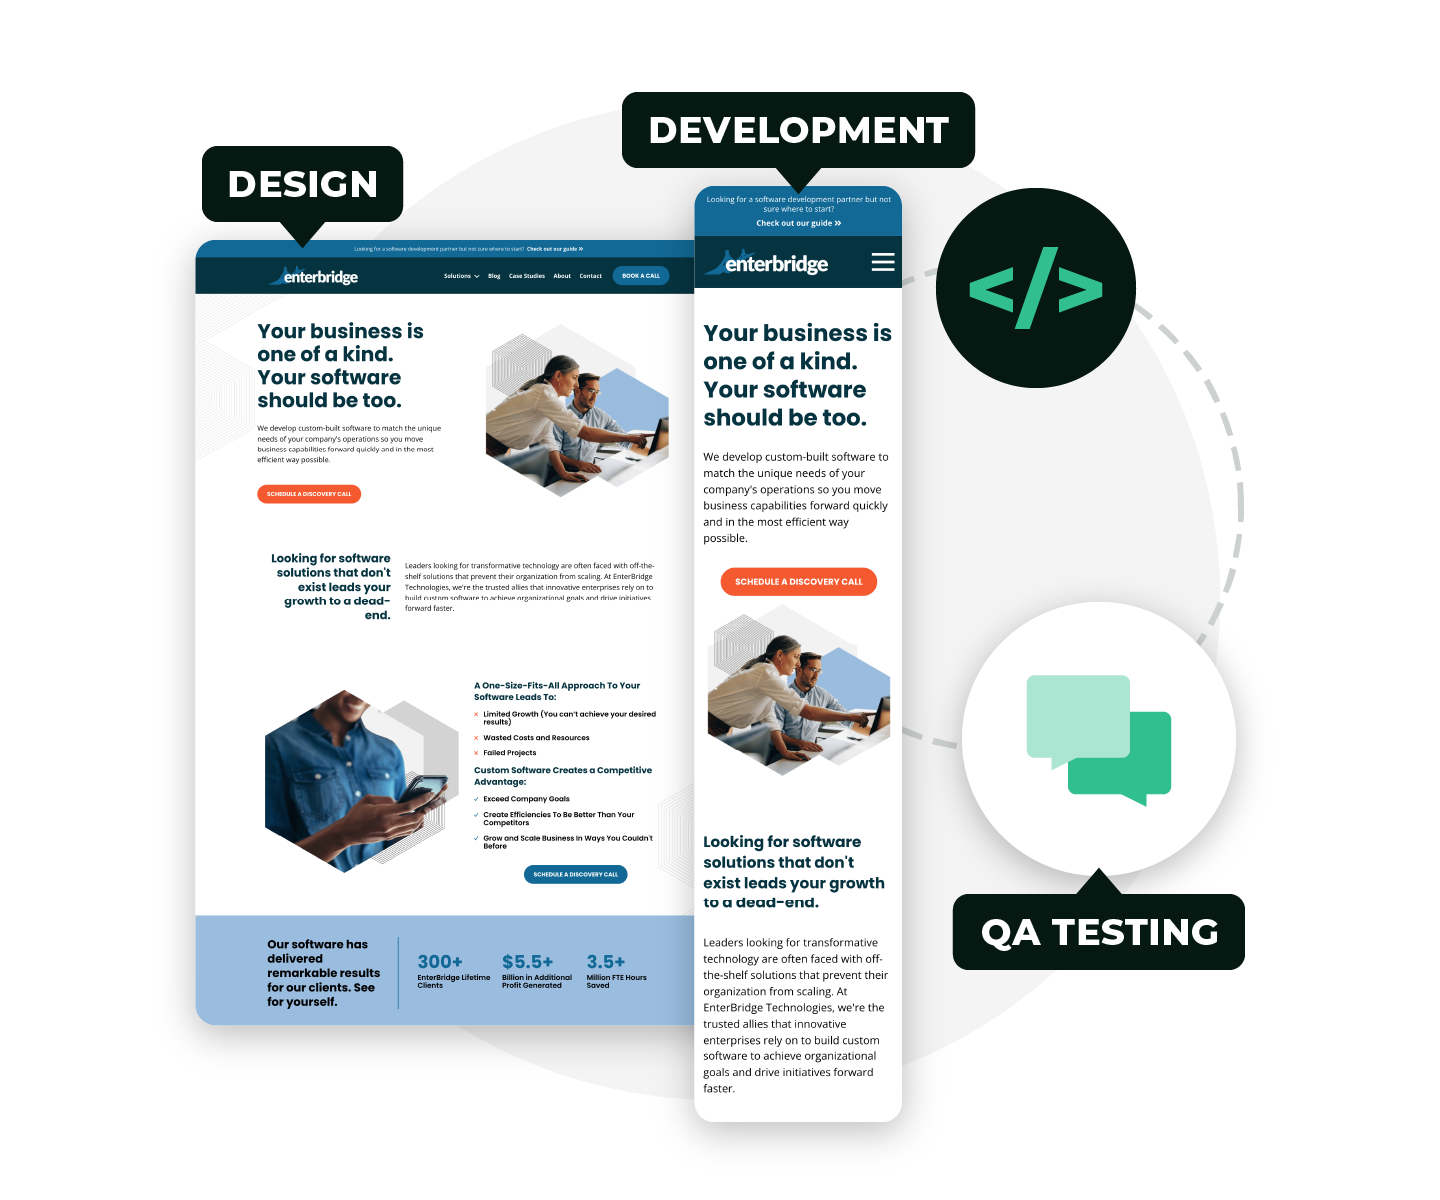 DEVELOPMENT
DESIGN
Looking for a software development partner but not sure where to start? Check out our guide »
enterbridge
Solutions
Blog
Case Studies
About
Contact
BOOK A CALL
Your business is
one of a kind.
Your software
should be too.
We develop custom-built software to match the unique
needs of your company's operations so you move
business capabilities forward quickly and in the most
efficient way possible.
SCHEDULE A DISCOVERY CALL
Looking for software
solutions that don't
exist leads your
growth to a dead-
end.
Leaders looking for transformative technology are often faced with off-the-
shelf solutions that prevent their organization from scaling. At EnterBridge
Technologies, we're the trusted allies that innovative enterprises rely on to
build custom software to achieve organizational goals and drive initiatives
forward faster.
A One-Size-Fits-All Approach To Your
Software Leads To:
× Limited Growth (You can't achieve your desired
results)
× Wasted Costs and Resources
× Failed Projects
Custom Software Creates a Competitive
Advantage:
✓ Exceed Company Goals
✓ Create Efficiencies To Be Better Than Your
Competitors
✓ Grow and Scale Business In Ways You Couldn't
Before
SCHEDULE A DISCOVERY CALL
Our software has
delivered
remarkable results
for our clients. See
for yourself.
300+
EnterBridge Lifetime
Clients
$5.5+
Billion in Additional
Profit Generated
3.5+
Million FTE Hours
Saved
Looking for a software development partner but not
sure where to start?
Check out our guide »
enterbridge
Your business is
one of a kind.
Your software
should be too.
We develop custom-built software to
match the unique needs of your
company's operations so you move
business capabilities forward quickly
and in the most efficient way
possible.
SCHEDULE A DISCOVERY CALL
Looking for software
solutions that don't
exist leads your growth
to a dead-end.
Leaders looking for transformative
technology are often faced with off-
the-shelf solutions that prevent their
organization from scaling. At
EnterBridge Technologies, we're the
trusted allies that innovative
enterprises rely on to build custom
software to achieve organizational
goals and drive initiatives forward
faster.
</>
QA TESTING